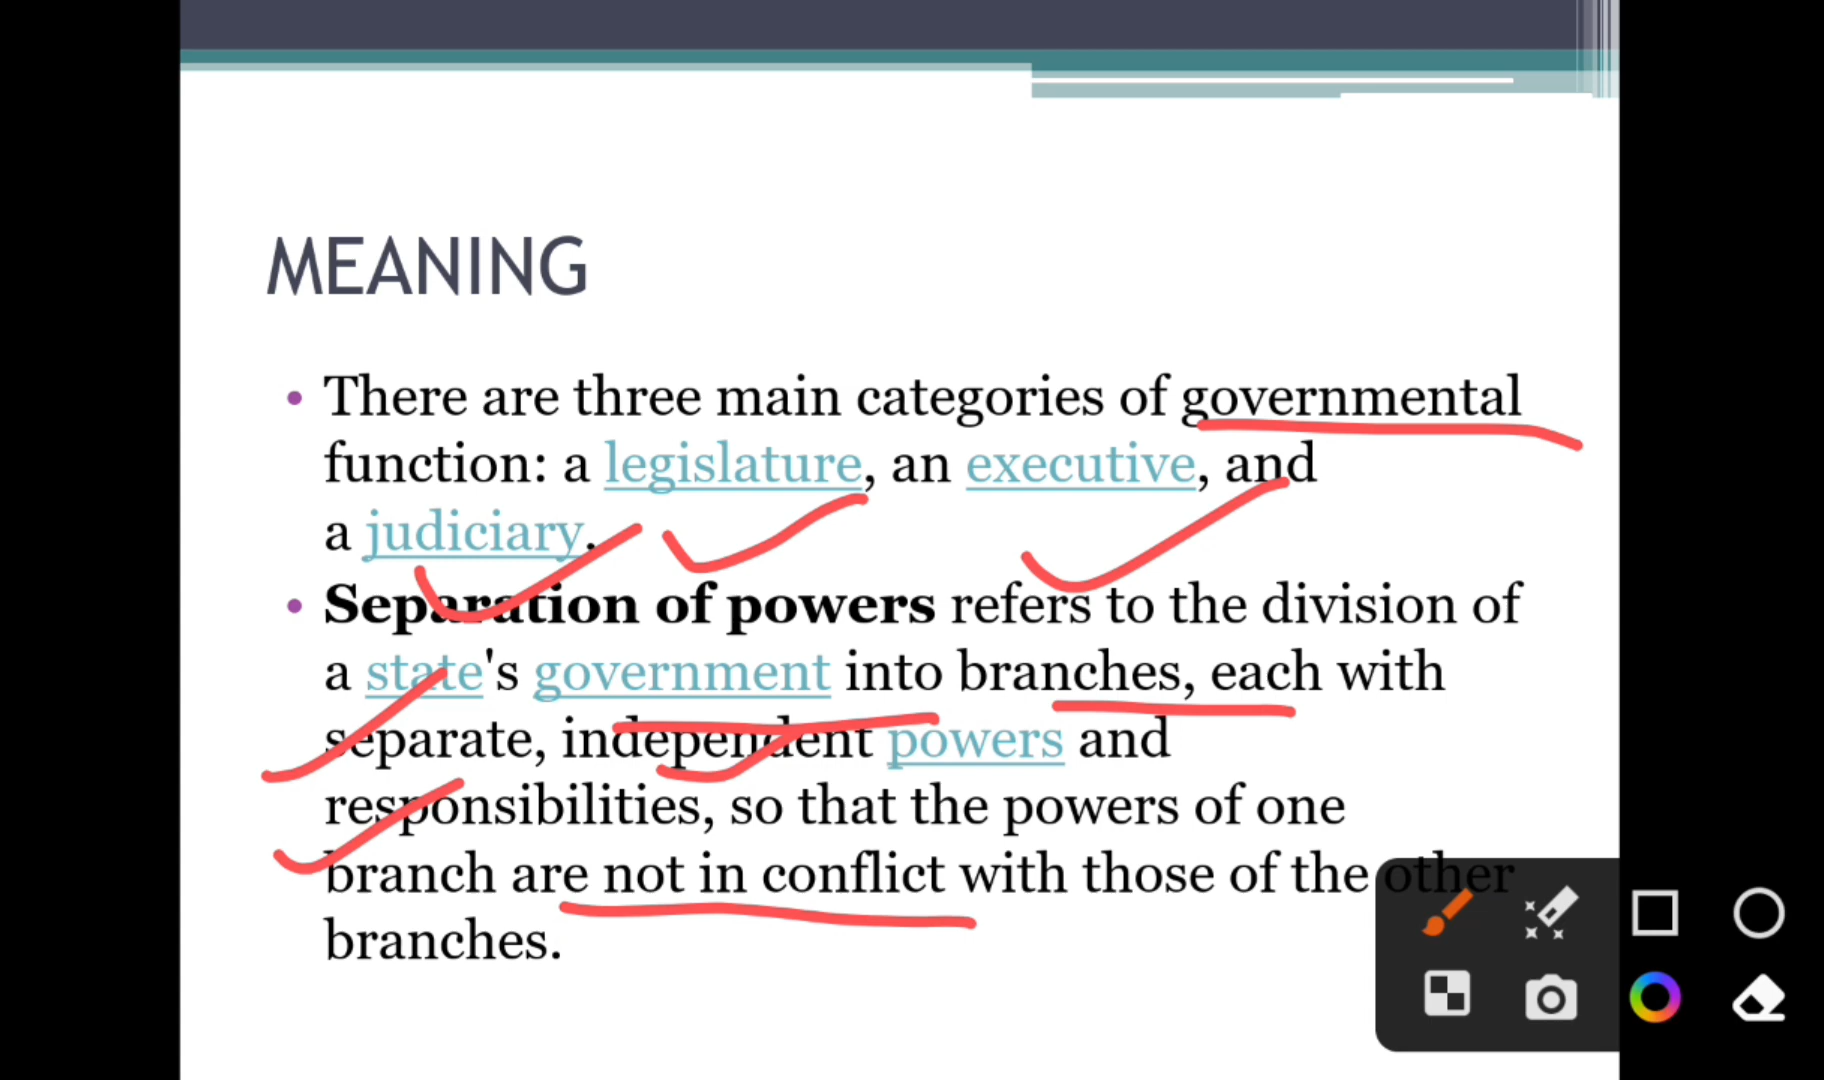 MEANING
• There are three main categories of governmental
function: a legislature, an executive, and
a judiciary.
• Separation of powers refers to the division of
a state's government into branches, each with
separate, independent powers and
responsibilities, so that the powers of one
branch are not in conflict with those of the other
branches.